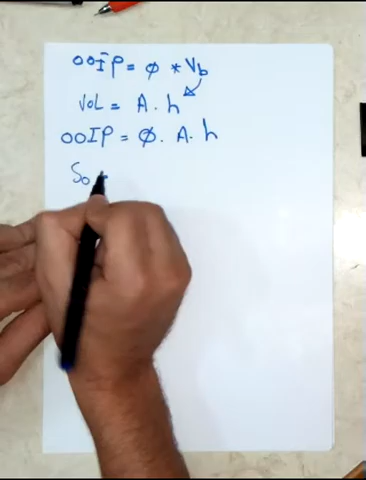 OOIP = Ø * Vb
VOL = A . h
OOIP = Ø . A . h
So +